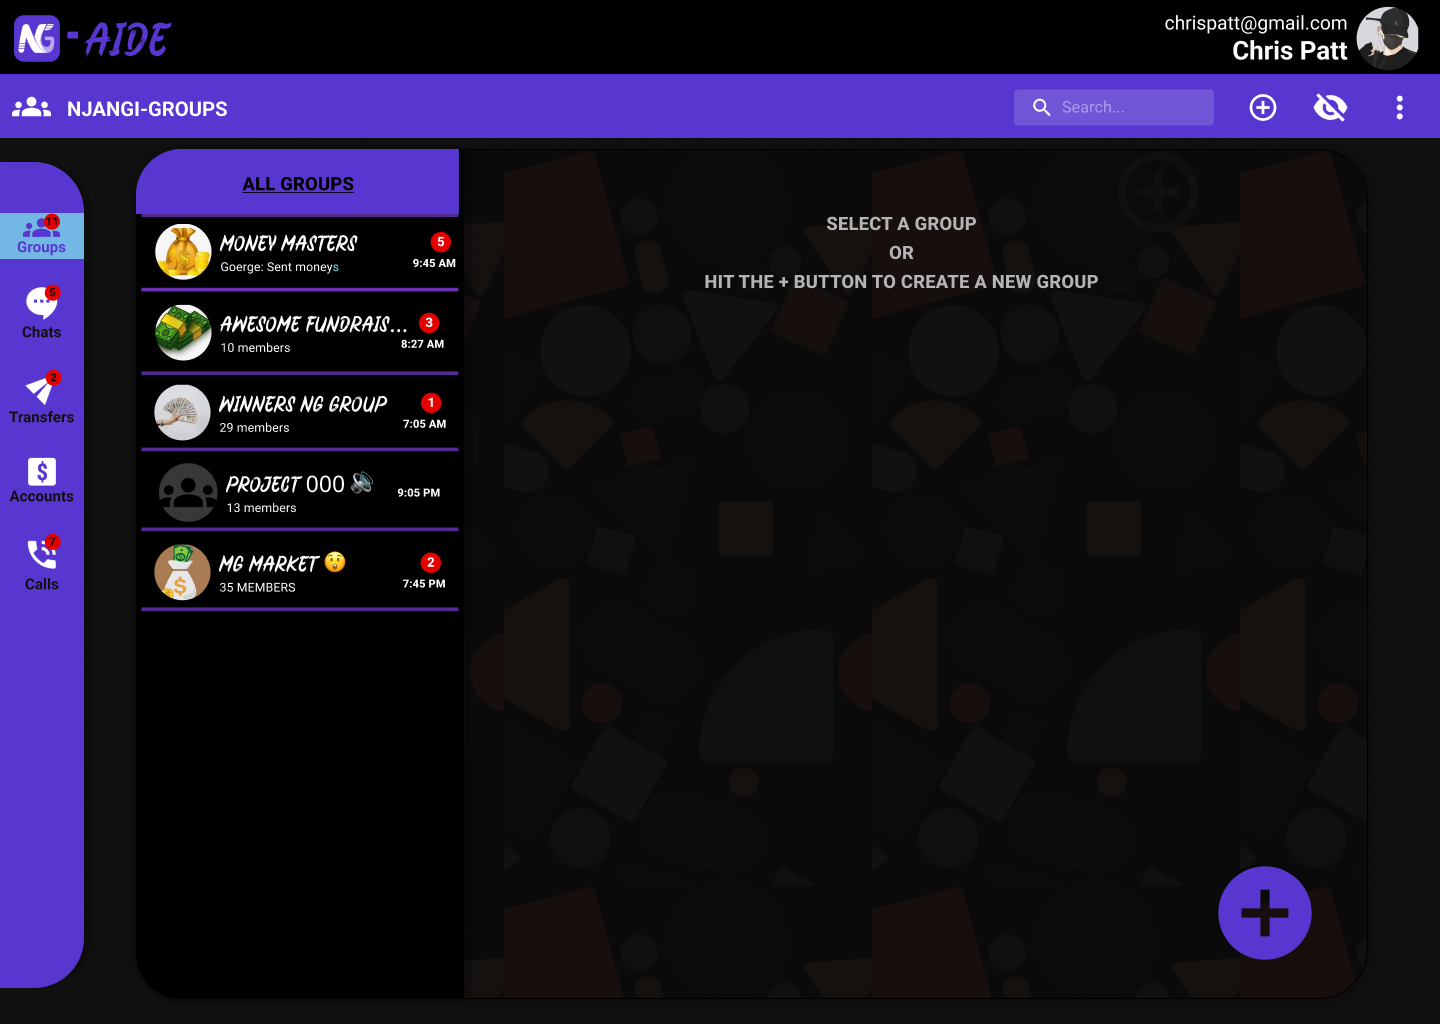 NG - AIDE
chrispatt@gmail.com
Chris Patt
NJANGI-GROUPS
Search...
11
Groups
5
Chats
2
Transfers
$
Accounts
7
Calls
ALL GROUPS
MONEY MASTERS 5
Goerge: Sent moneys 9:45 AM
AWESOME FUNDRAIS... 3
10 members 8:27 AM
WINNERS NG GROUP 1
29 members 7:05 AM
PROJECT 000 🔊 9:05 PM
13 members
$
MG MARKET 😲 2
35 MEMBERS 7:45 PM
SELECT A GROUP
OR
HIT THE + BUTTON TO CREATE A NEW GROUP